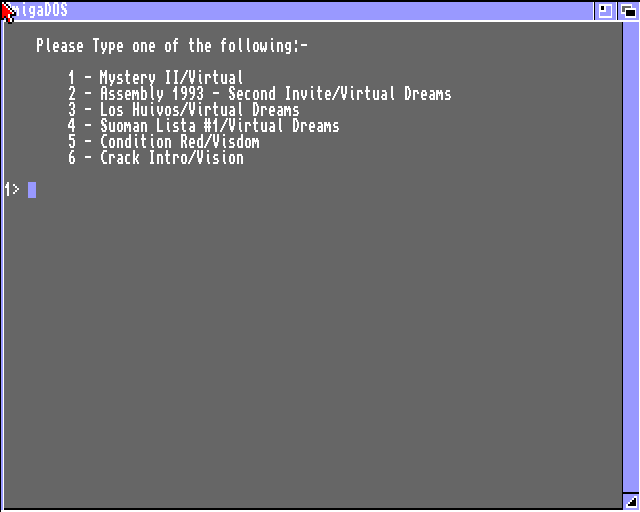 migaDOS
Please Type one of the following:-
1 - Mystery II/Virtual
2 - Assembly 1993 - Second Invite/Virtual Dreams
3 - Los Huivos/Virtual Dreams
4 - Suoman Lista #1/Virtual Dreams
5 - Condition Red/Visdom
6 - Crack Intro/Vision
1>